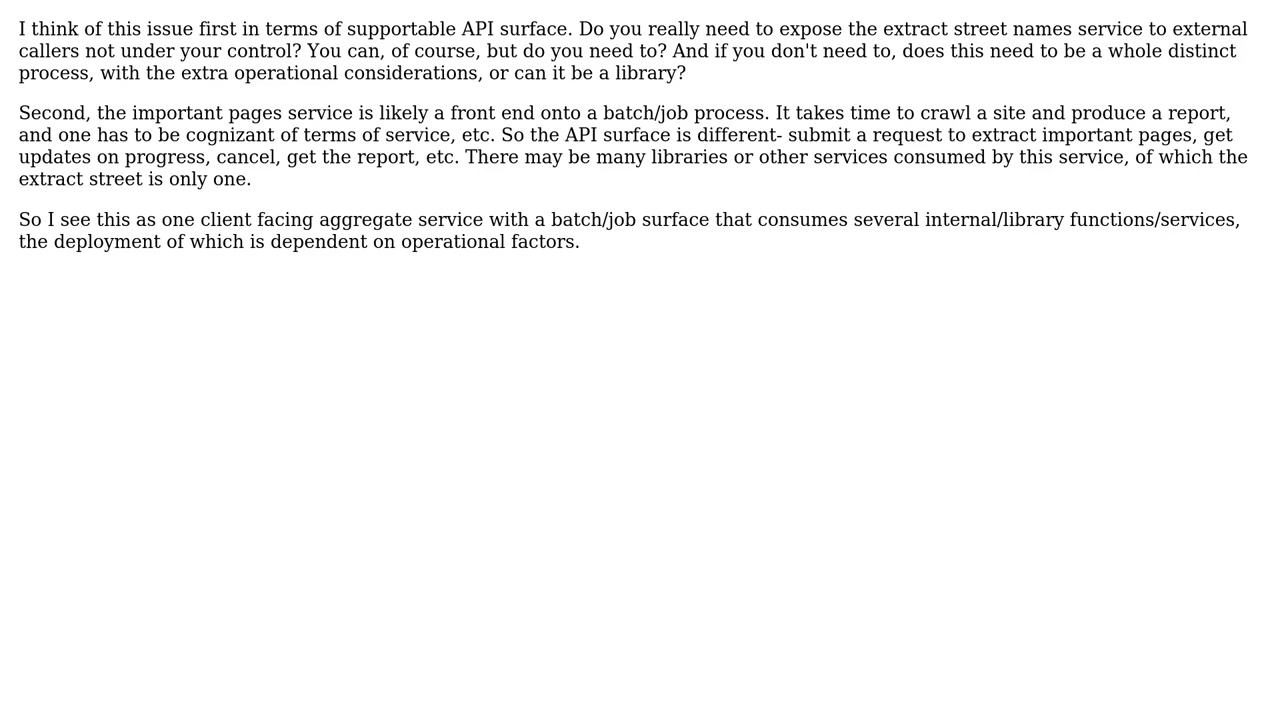 I think of this issue first in terms of supportable API surface. Do you really need to expose the extract street names service to external
callers not under your control? You can, of course, but do you need to? And if you don't need to, does this need to be a whole distinct
process, with the extra operational considerations, or can it be a library?
Second, the important pages service is likely a front end onto a batch/job process. It takes time to crawl a site and produce a report,
and one has to be cognizant of terms of service, etc. So the API surface is different- submit a request to extract important pages, get
updates on progress, cancel, get the report, etc. There may be many libraries or other services consumed by this service, of which the
extract street is only one.
So I see this as one client facing aggregate service with a batch/job surface that consumes several internal/library functions/services,
the deployment of which is dependent on operational factors.